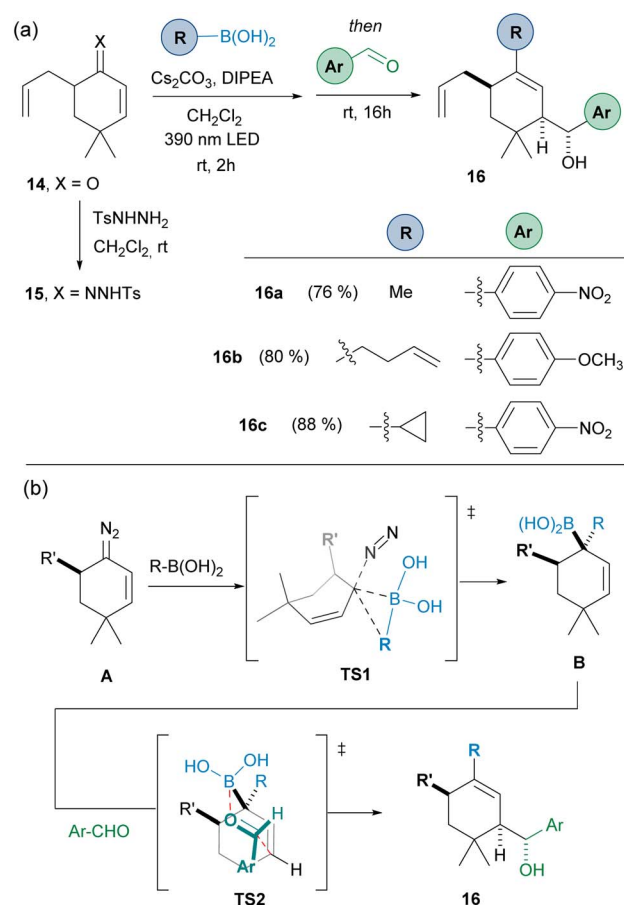 (a)
X
14, X = O
TsNHNH2
CH2Cl2, rt
15, X = NNHTs
R B(OH)2
Cs2CO3, DIPEA
CH2Cl2
390 nm LED
rt, 2h
then
Ar O
rt, 16h
R
Ar
H
OH
16
R Ar
16a (76 %) Me NO2
16b (80 %) OCH3
16c (88 %) NO2
(b)
N2
R'
A
R-B(OH)2
‡
R'
N N
OH
B
OH
R
TS1
(HO)2B R
R'
B
Ar-CHO
‡
OH
HO B R
R'
O H
Ar H
TS2
R
R'
Ar
H
OH
16